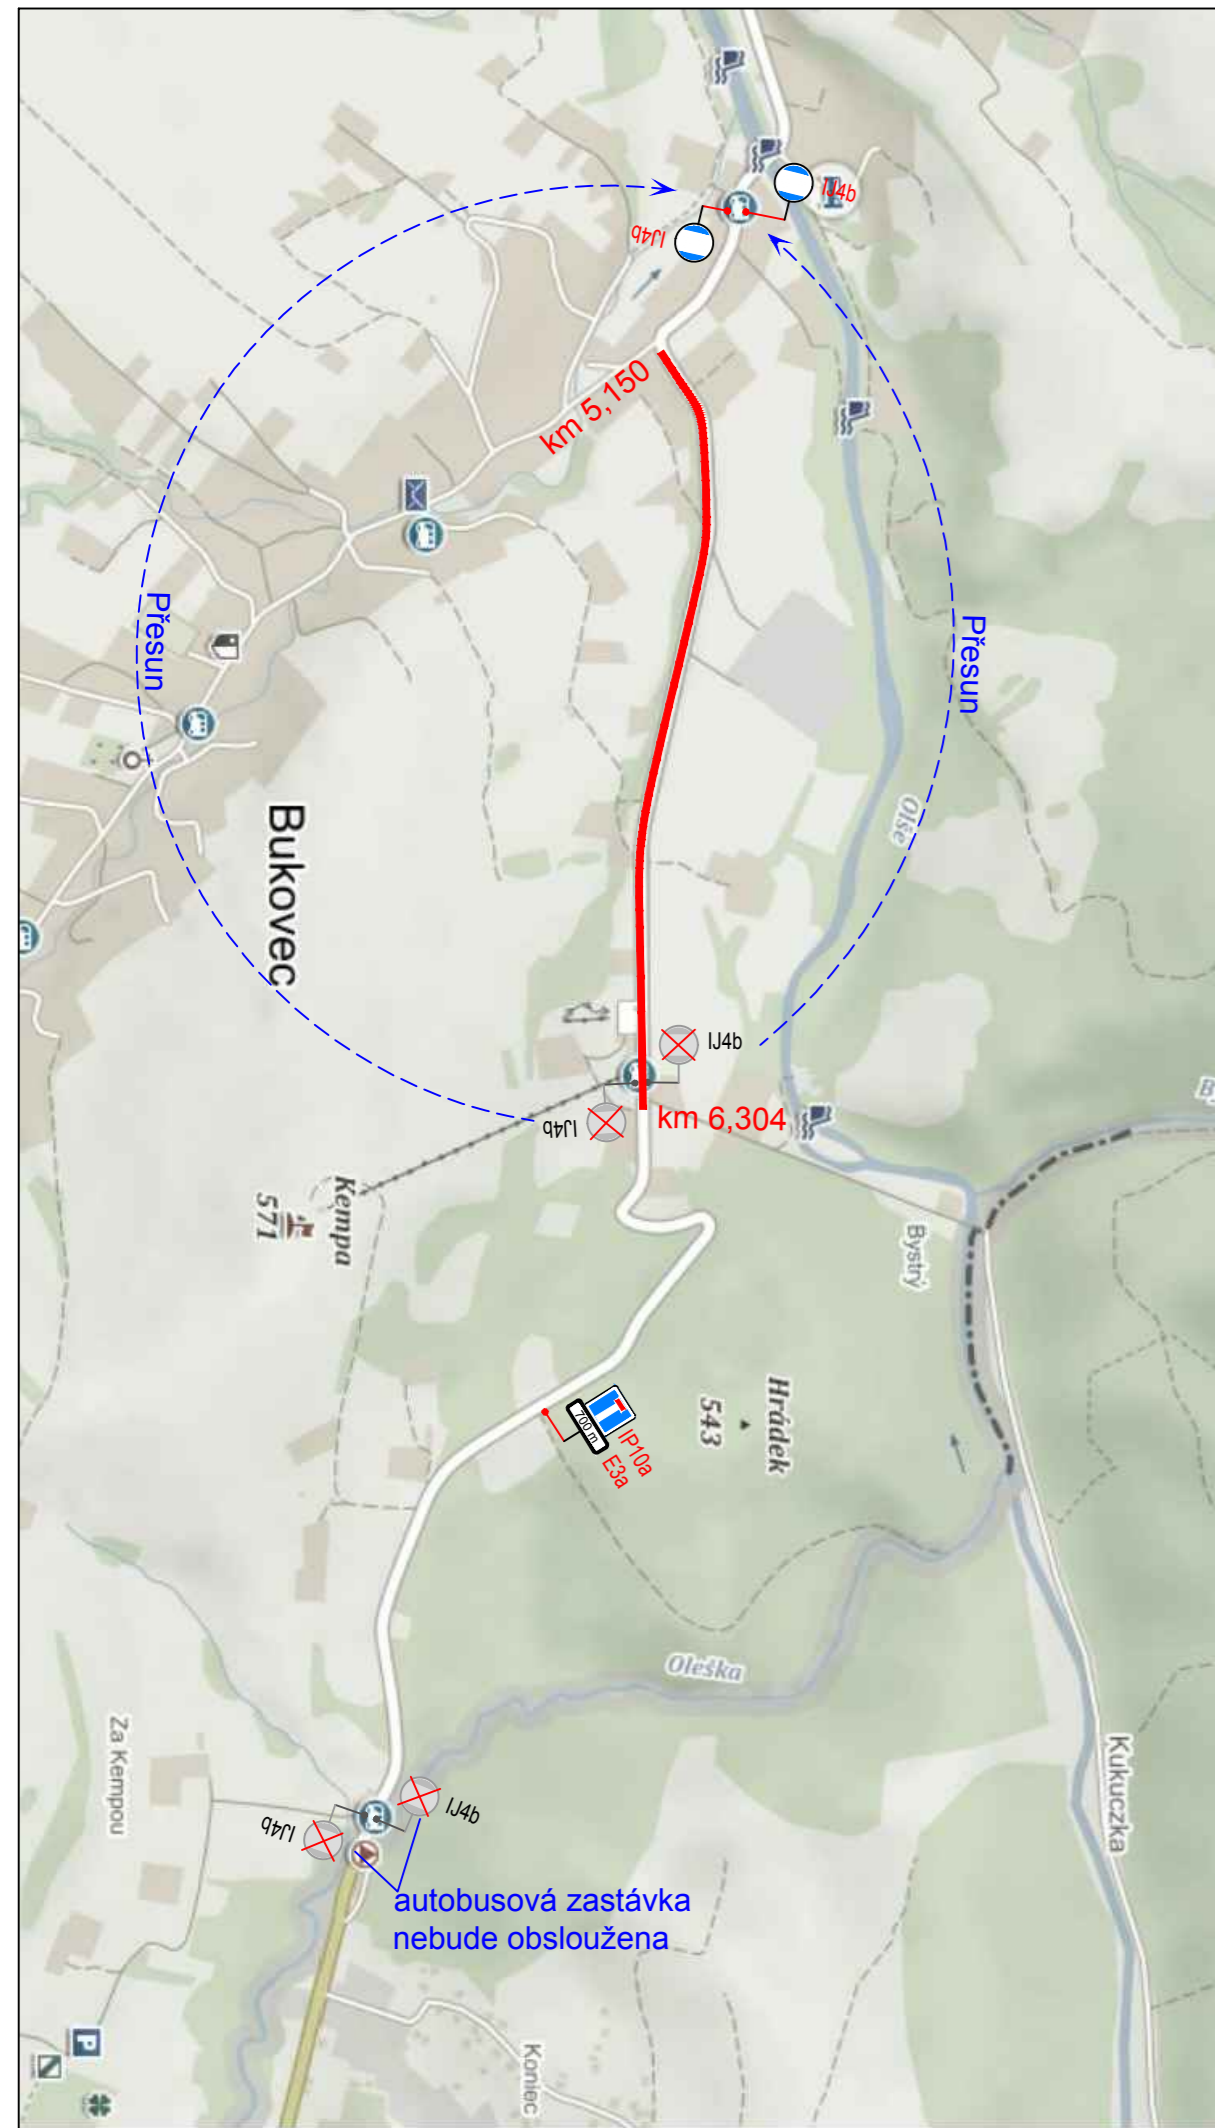 IJ4b
IJ4b
km 5,150
Přesun
Přesun
Olše
Bukovec
IJ4b
IJ4b
km 6,304
Kempa
571
Bystrý
Hrádek
543
700 m
IP10a
E3a
Oleška
Za Kempou
Kukuczka
IJ4b
IJ4b
autobusová zastávka
nebude obsloužena
P
Koniec